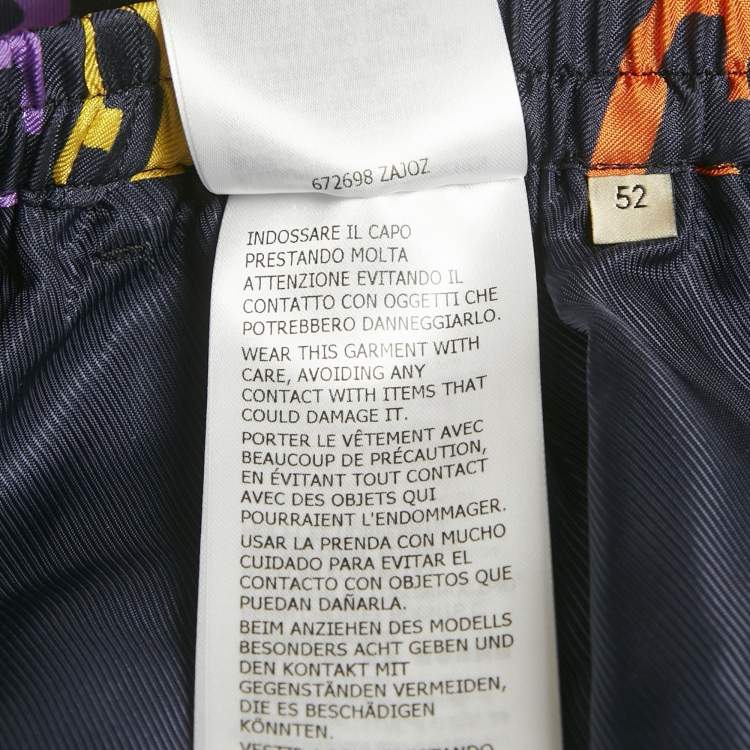 672698 ZAJOZ
52
INDOSSARE IL CAPO
PRESTANDO MOLTA
ATTENZIONE EVITANDO IL
CONTATTO CON OGGETTI CHE
POTREBBERO DANNEGGIARLO.
WEAR THIS GARMENT WITH
CARE, AVOIDING ANY
CONTACT WITH ITEMS THAT
COULD DAMAGE IT.
PORTER LE VÊTEMENT AVEC
BEAUCOUP DE PRÉCAUTION,
EN ÉVITANT TOUT CONTACT
AVEC DES OBJETS QUI
POURRAIENT L'ENDOMMAGER.
USAR LA PRENDA CON MUCHO
CUIDADO PARA EVITAR EL
CONTACTO CON OBJETOS QUE
PUEDAN DAÑARLA.
BEIM ANZIEHEN DES MODELLS
BESONDERS ACHT GEBEN UND
DEN KONTAKT MIT
GEGENSTÄNDEN VERMEIDEN,
DIE ES BESCHÄDIGEN
KÖNNTEN.